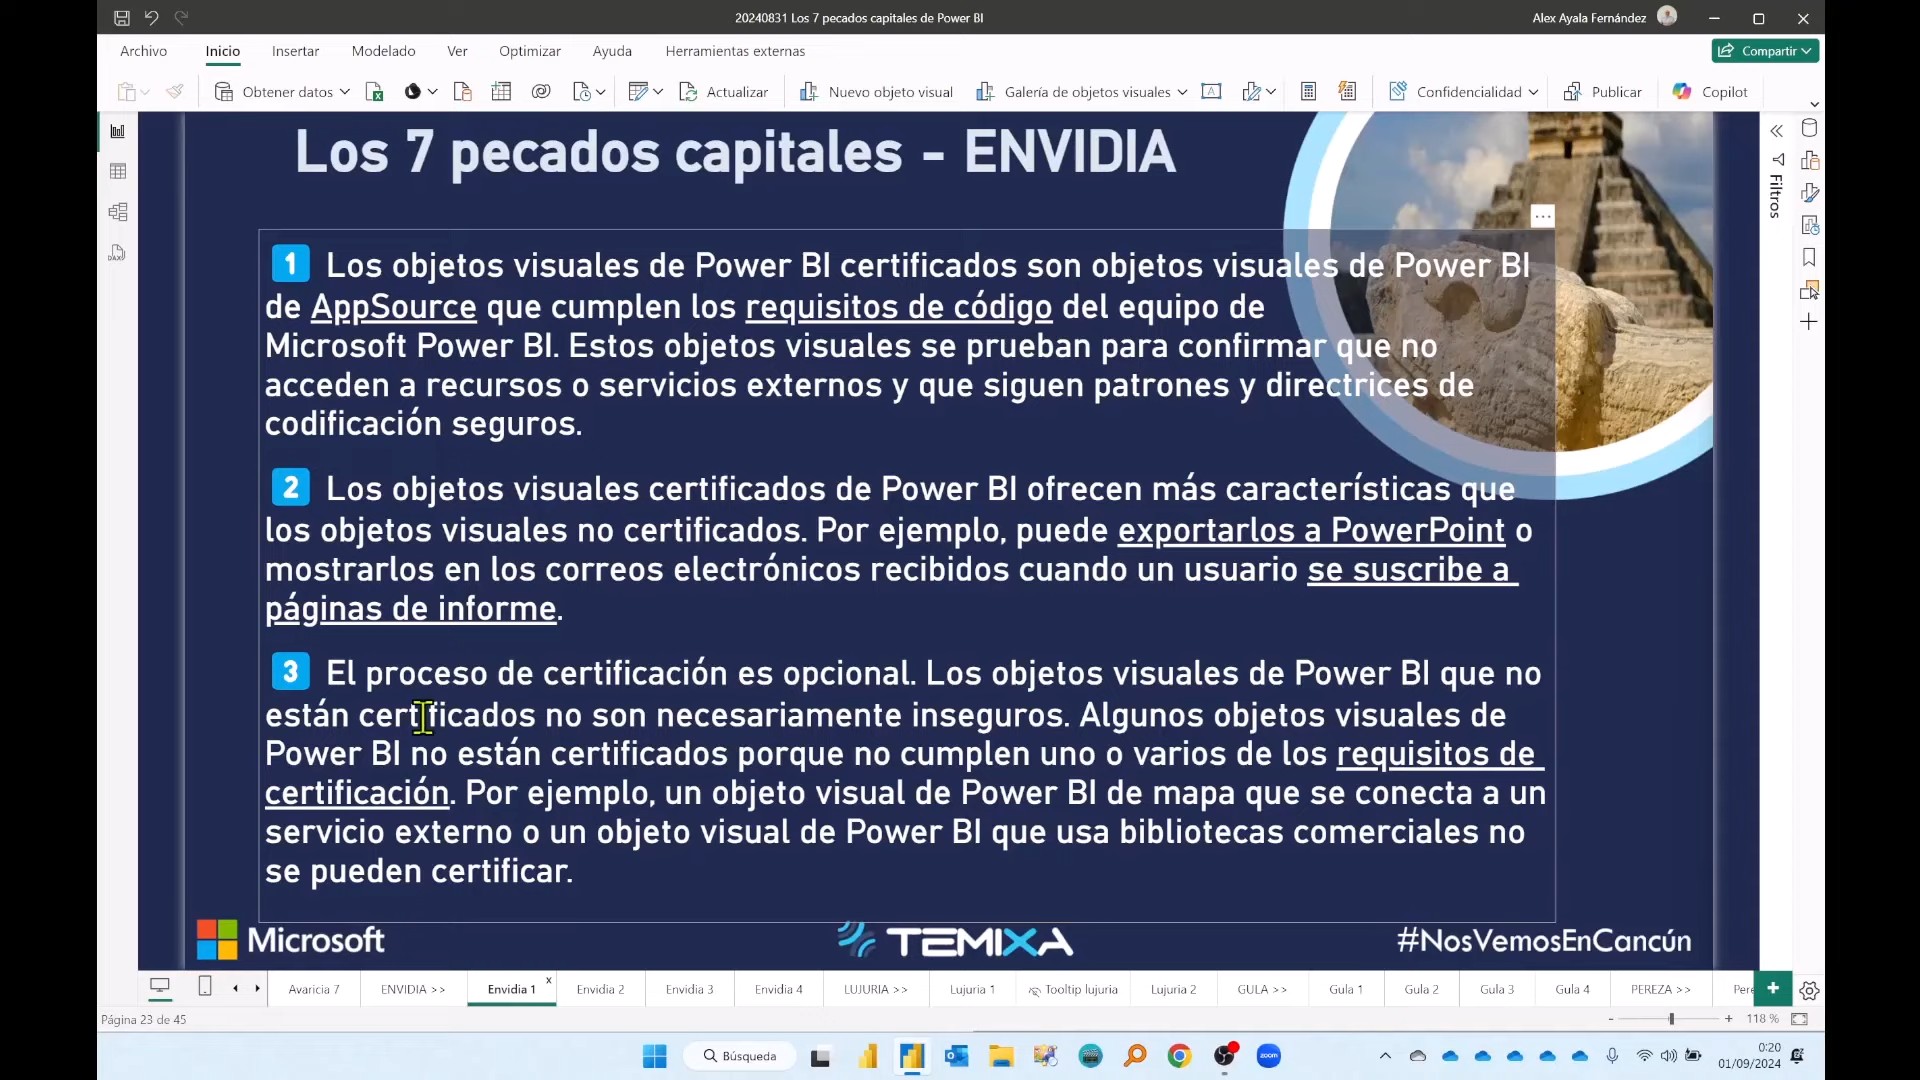 20240831 Los 7 pecados capitales de Power BI
Alex Ayala Fernández
Archivo Inicio Insertar Modelado Ver Optimizar Ayuda Herramientas externas
Compartir
Obtener datos
Actualizar
Nuevo objeto visual
Galería de objetos visuales
Confidencialidad
Publicar
Copilot
Los 7 pecados capitales - ENVIDIA
1 Los objetos visuales de Power BI certificados son objetos visuales de Power BI
de AppSource que cumplen los requisitos de código del equipo de
Microsoft Power BI. Estos objetos visuales se prueban para confirmar que no
acceden a recursos o servicios externos y que siguen patrones y directrices de
codificación seguros.
2 Los objetos visuales certificados de Power BI ofrecen más características que
los objetos visuales no certificados. Por ejemplo, puede exportarlos a PowerPoint o
mostrarlos en los correos electrónicos recibidos cuando un usuario se suscribe a
páginas de informe.
3 El proceso de certificación es opcional. Los objetos visuales de Power BI que no
están certificados no son necesariamente inseguros. Algunos objetos visuales de
Power BI no están certificados porque no cumplen uno o varios de los requisitos de
certificación. Por ejemplo, un objeto visual de Power BI de mapa que se conecta a un
servicio externo o un objeto visual de Power BI que usa bibliotecas comerciales no
se pueden certificar.
Filtros
DAX
Microsoft
TEMIXA
#NosVemosEnCancún
Avaricia 7 ENVIDIA >> Envidia 1 x Envidia 2 Envidia 3 Envidia 4 LUJURIA >> Lujuria 1 Tooltip lujuria Lujuria 2 GULA >> Gula 1 Gula 2 Gula 3 Gula 4 PEREZA >> Pere
Página 23 de 45
- + 118 %
Búsqueda
zoom
0:20
01/09/2024